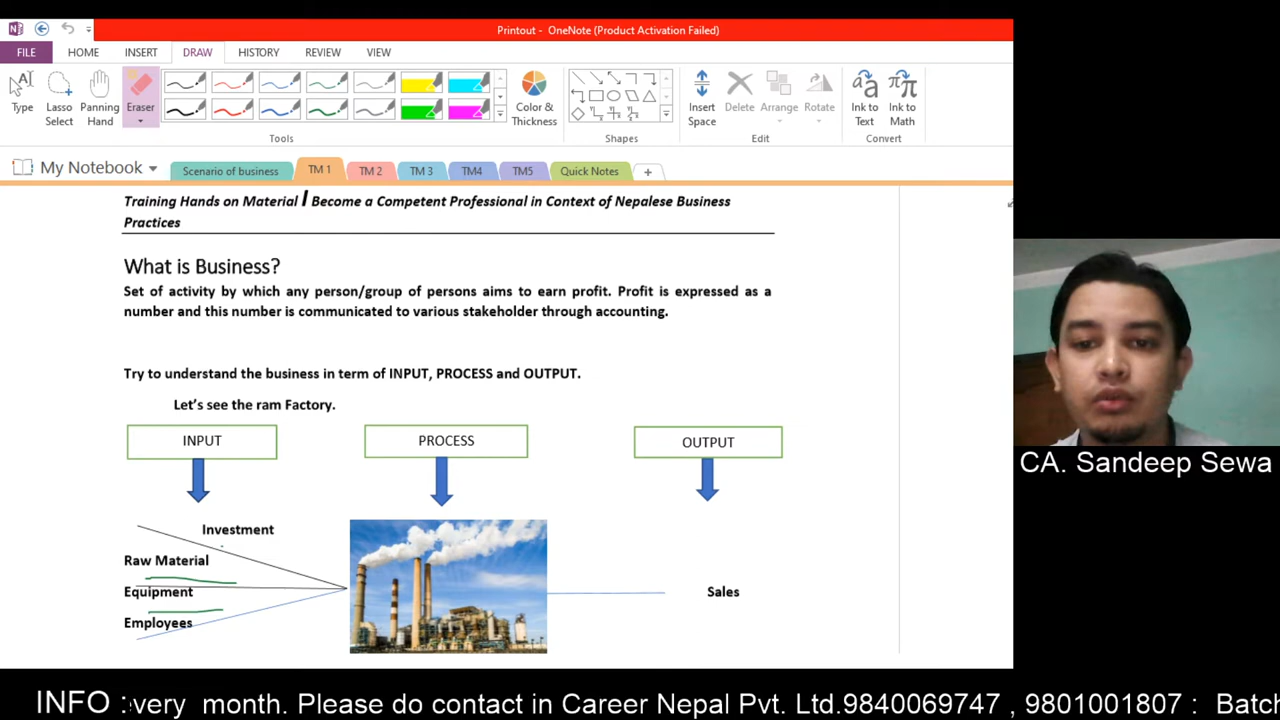 Printout - OneNote (Product Activation Failed)
FILE HOME INSERT DRAW HISTORY REVIEW VIEW
Type
Lasso Select
Panning Hand
Eraser
Color & Thickness
Insert Space
Delete
Arrange
Rotate
Ink to Text
Ink to Math
Tools Shapes Edit Convert
My Notebook Scenario of business TM 1 TM 2 TM 3 TM4 TM5 Quick Notes +
Training Hands on Material / Become a Competent Professional in Context of Nepalese Business
Practices
What is Business?
Set of activity by which any person/group of persons aims to earn profit. Profit is expressed as a
number and this number is communicated to various stakeholder through accounting.
Try to understand the business in term of INPUT, PROCESS and OUTPUT.
Let's see the ram Factory.
INPUT PROCESS OUTPUT
Investment
Raw Material
Equipment
Employees
Sales
CA. Sandeep Sewa
INFO : very month. Please do contact in Career Nepal Pvt. Ltd.9840069747 , 9801001807 : Batch